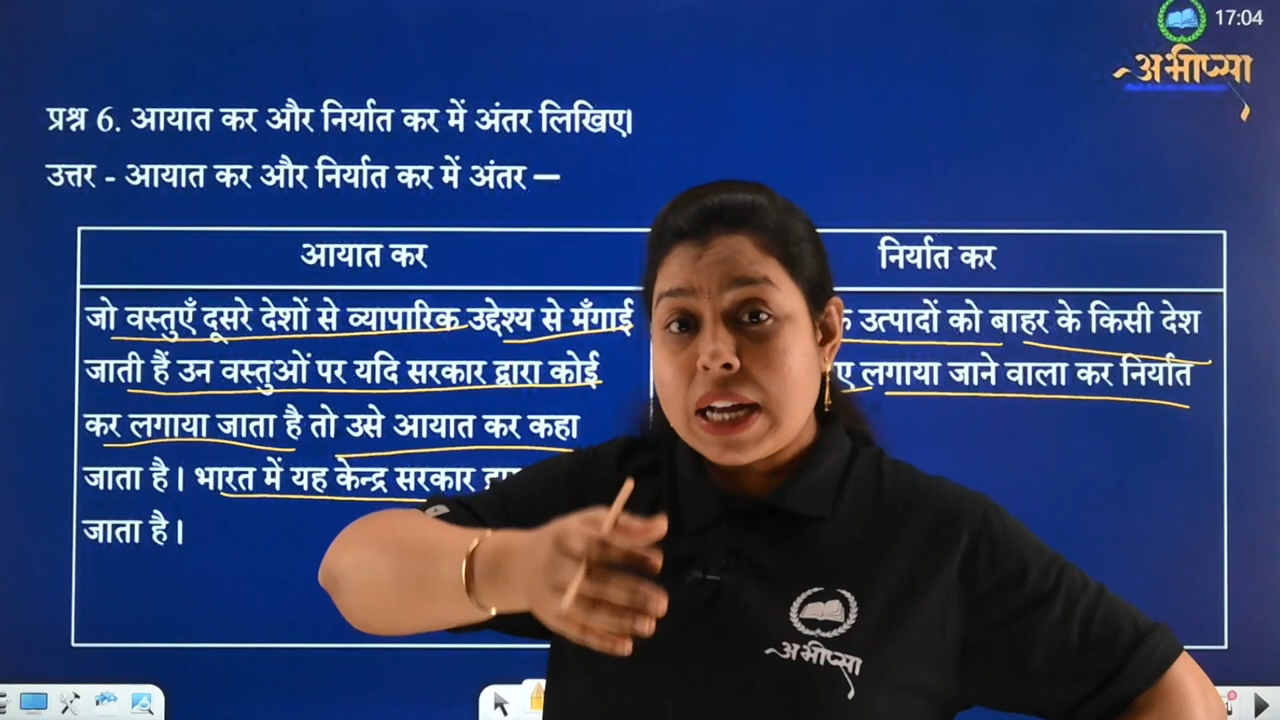 17:04
अभीप्सा
प्रश्न 6. आयात कर और निर्यात कर में अंतर लिखिए।
उत्तर - आयात कर और निर्यात कर में अंतर —
आयात कर
जो वस्तुएँ दूसरे देशों से व्यापारिक उद्देश्य से मँगाई
जाती हैं उन वस्तुओं पर यदि सरकार द्वारा कोई
कर लगाया जाता है तो उसे आयात कर कहा
जाता है। भारत में यह केन्द्र सरकार
जाता है।
निर्यात कर
उत्पादों को बाहर के किसी देश
लगाया जाने वाला कर निर्यात
अभीप्सा